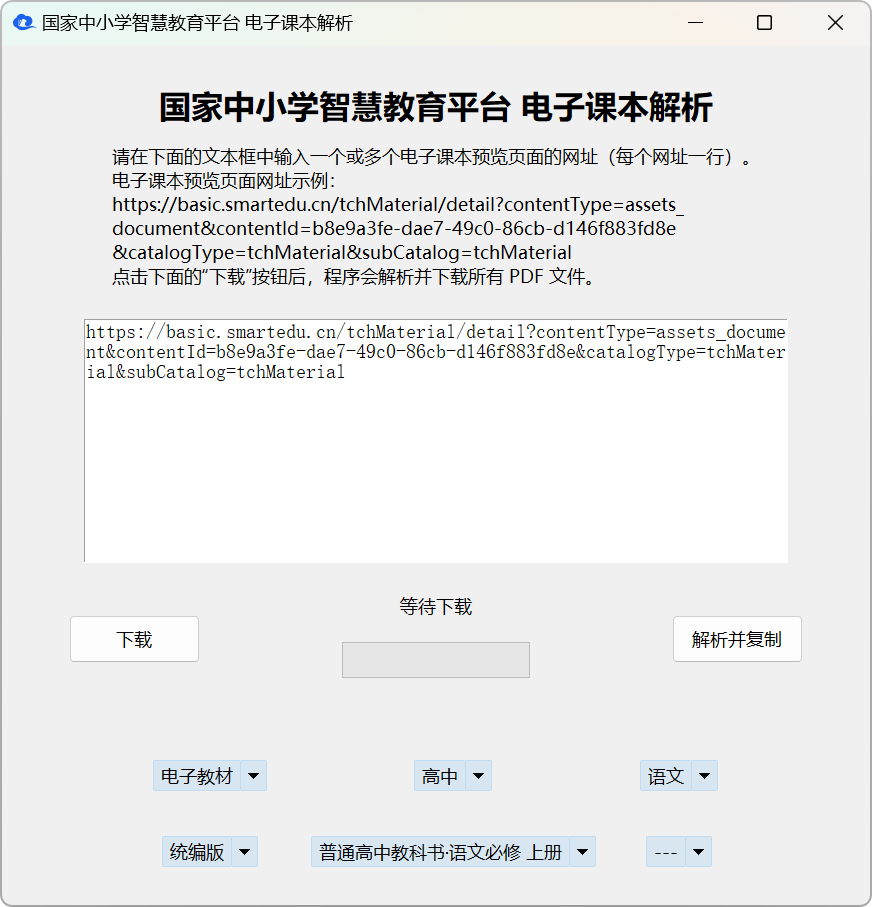 国家中小学智慧教育平台 电子课本解析
国家中小学智慧教育平台 电子课本解析
请在下面的文本框中输入一个或多个电子课本预览页面的网址（每个网址一行）。
电子课本预览页面网址示例：
https://basic.smartedu.cn/tchMaterial/detail?contentType=assets_
document&contentId=b8e9a3fe-dae7-49c0-86cb-d146f883fd8e
&catalogType=tchMaterial&subCatalog=tchMaterial
点击下面的“下载”按钮后，程序会解析并下载所有 PDF 文件。
https://basic.smartedu.cn/tchMaterial/detail?contentType=assets_docume
nt&contentId=b8e9a3fe-dae7-49c0-86cb-d146f883fd8e&catalogType=tchMater
ial&subCatalog=tchMaterial
等待下载
下载
解析并复制
电子教材
高中
语文
统编版
普通高中教科书·语文必修 上册
---